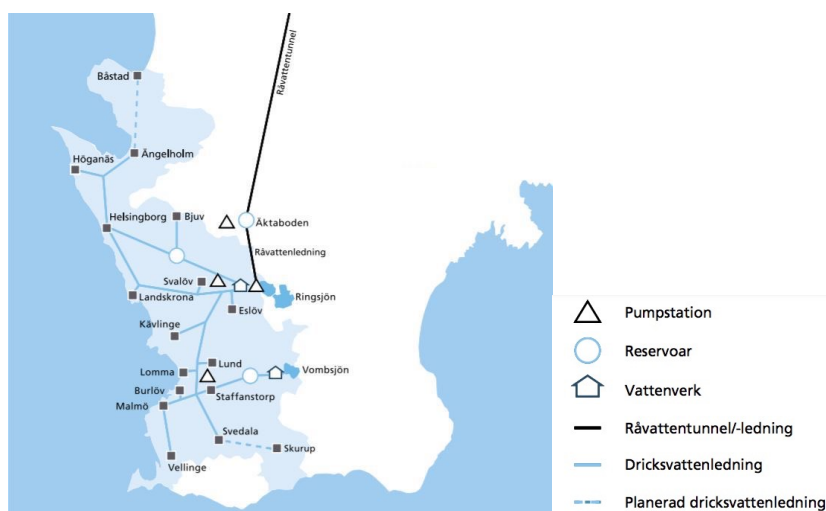 Råvattentunnel
Båstad
Höganäs
Ängelholm
Helsingborg
Bjuv
Äktaboden
Råvattenledning
Svalöv
Landskrona
Ringsjön
Eslöv
Kävlinge
Lund
Lomma
Vombsjön
Burlöv
Staffanstorp
Malmö
Svedala
Skurup
Vellinge
Pumpstation
Reservoar
Vattenverk
Råvattentunnel/-ledning
Dricksvattenledning
Planerad dricksvattenledning